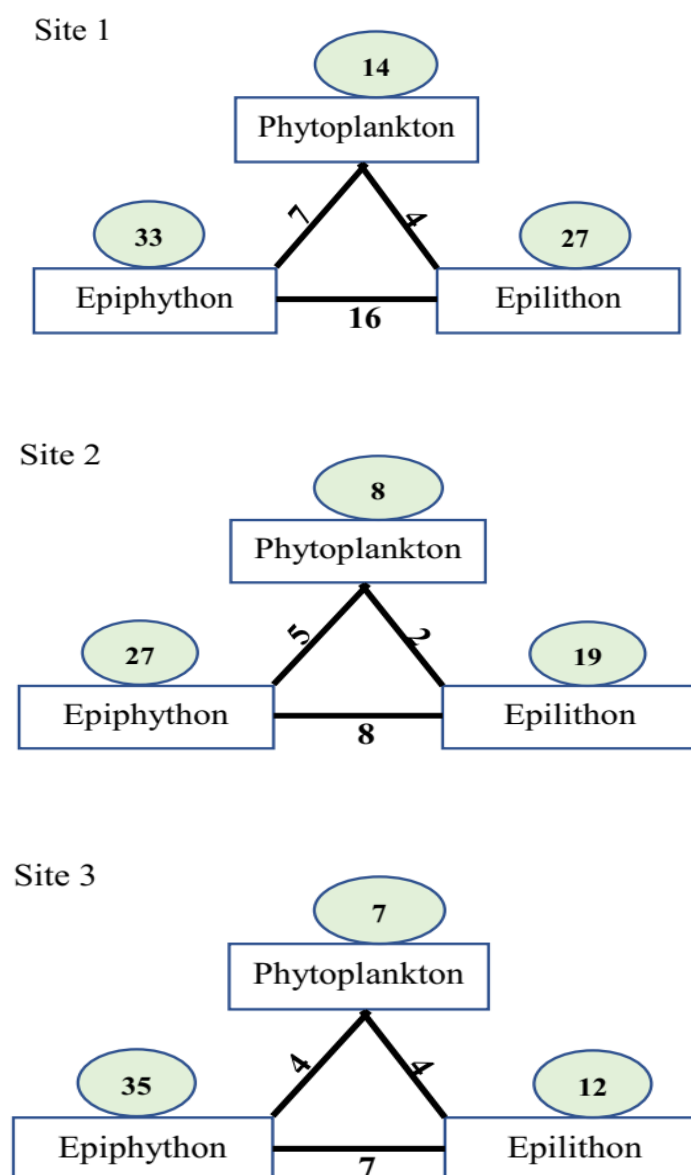 Site 1
14
Phytoplankton
7 4
33 27
Epiphython Epilithon
16
Site 2
8
Phytoplankton
5 2
27 19
Epiphython Epilithon
8
Site 3
7
Phytoplankton
4 4
35 12
Epiphython Epilithon
7